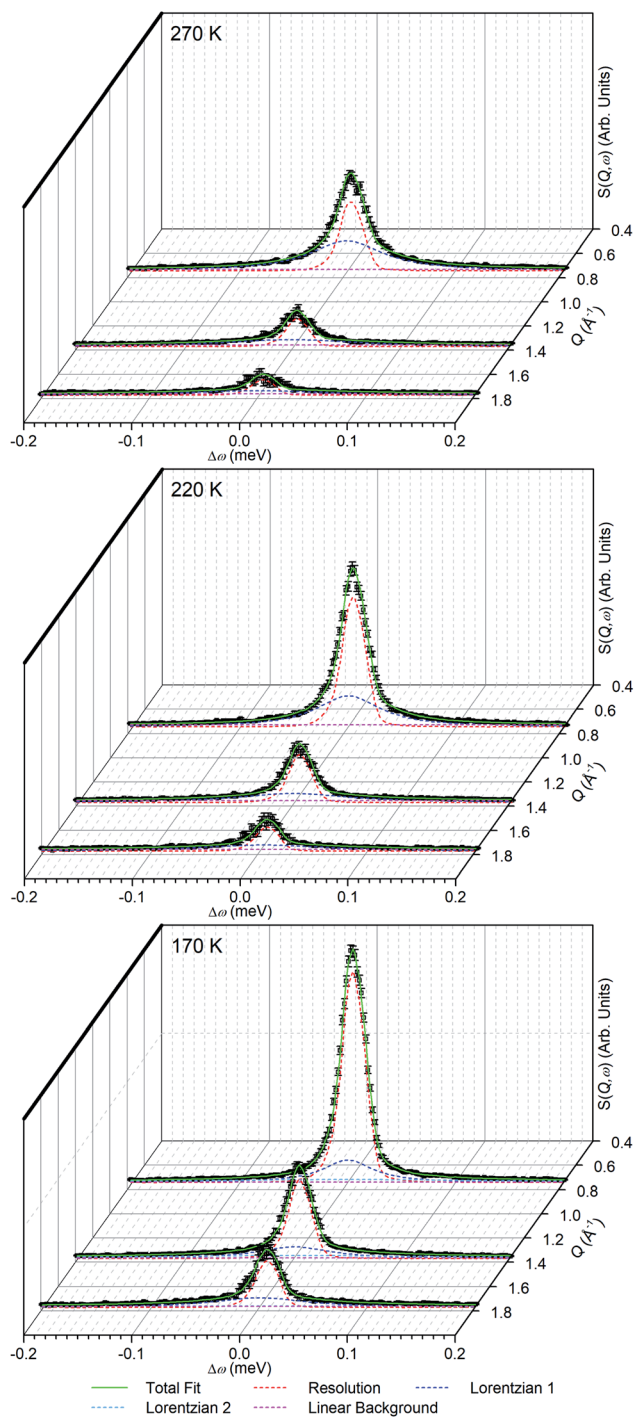 270 K
S(Q,ω) (Arb. Units)
0.4
0.6
0.8
1.0
1.2
1.4
1.6
1.8
Q (Å⁻¹)
-0.2 -0.1 0.0 0.1 0.2
Δω (meV)
220 K
S(Q,ω) (Arb. Units)
0.4
0.6
0.8
1.0
1.2
1.4
1.6
1.8
Q (Å⁻¹)
-0.2 -0.1 0.0 0.1 0.2
Δω (meV)
170 K
S(Q,ω) (Arb. Units)
0.4
0.6
0.8
1.0
1.2
1.4
1.6
1.8
Q (Å⁻¹)
-0.2 -0.1 0.0 0.1 0.2
Δω (meV)
Total Fit Resolution Lorentzian 1
Lorentzian 2 Linear Background